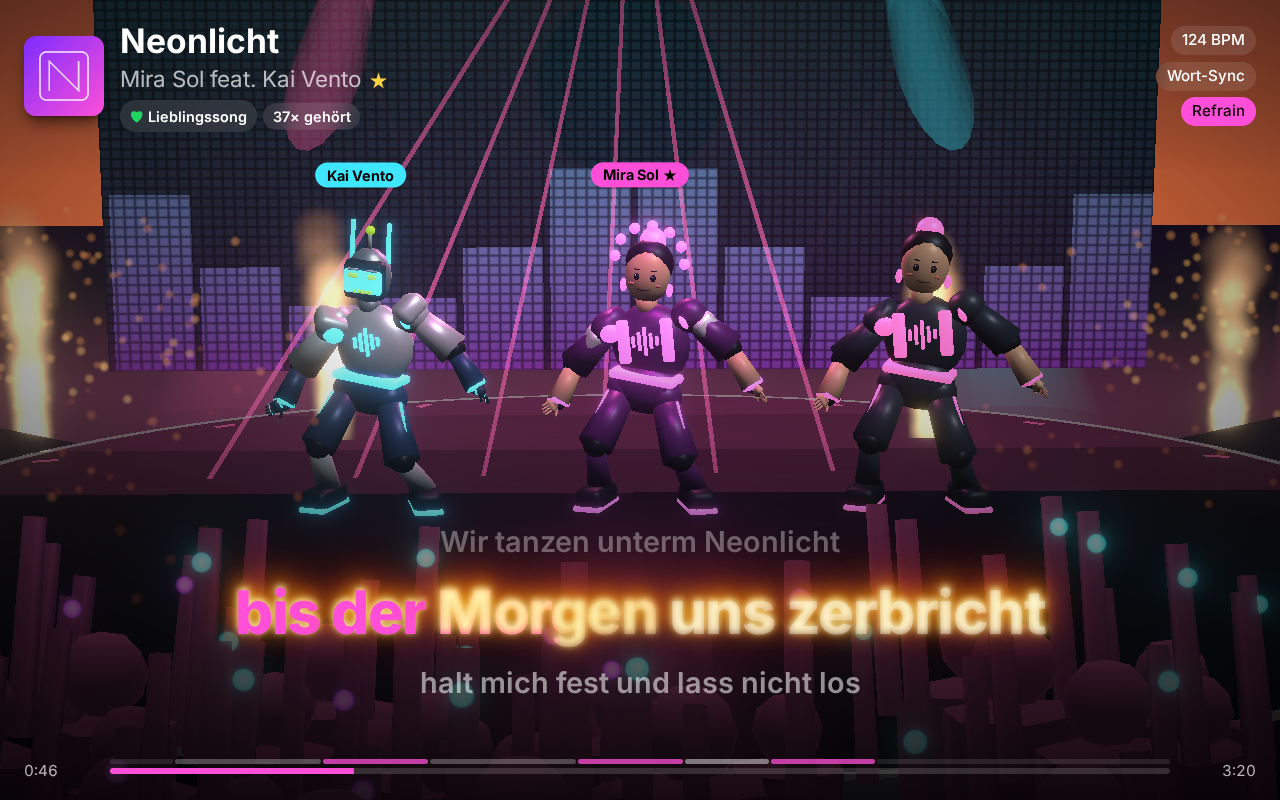 N
Neonlicht
Mira Sol feat. Kai Vento ★
Lieblingssong
37× gehört
124 BPM
Wort-Sync
Refrain
Kai Vento
Mira Sol ★
Wir tanzen unterm Neonlicht
bis der Morgen uns zerbricht
halt mich fest und lass nicht los
0:46
3:20